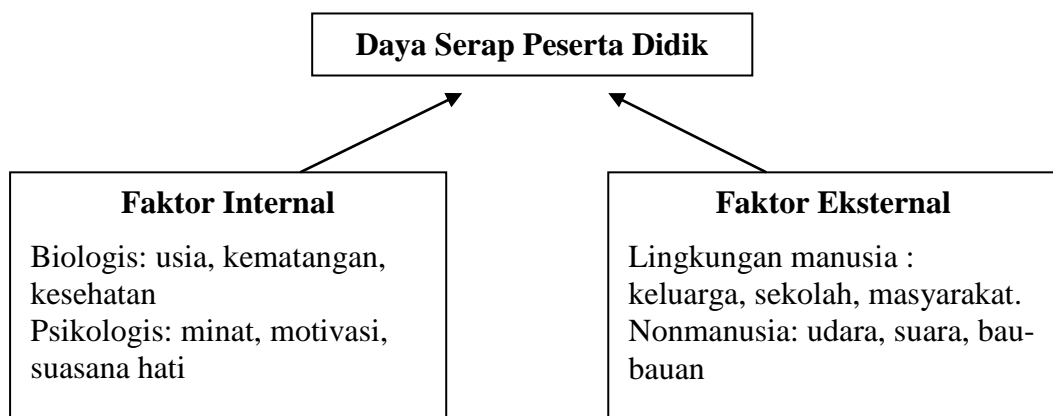 Daya Serap Peserta Didik
Faktor Internal
Biologis: usia, kematangan,
kesehatan
Psikologis: minat, motivasi,
suasana hati
Faktor Eksternal
Lingkungan manusia :
keluarga, sekolah, masyarakat.
Nonmanusia: udara, suara, bau-
bauan